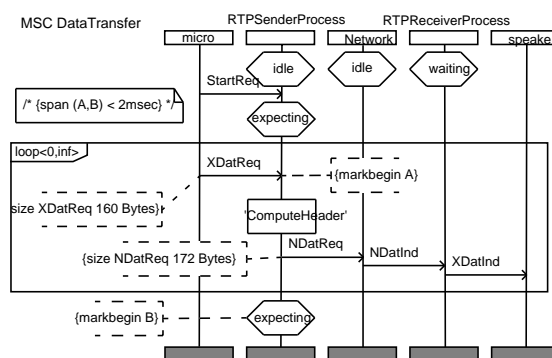 MSC DataTransfer
RTPSenderProcess
RTPReceiverProcess
micro
Network
speaker
idle
idle
waiting
StartReq
/* {span (A,B) < 2msec} */
expecting
loop<0,inf>
XDatReq
{markbegin A}
{size XDatReq 160 Bytes}
'ComputeHeader'
NDatReq
{size NDatReq 172 Bytes}
NDatInd
XDatInd
{markbegin B}
expecting